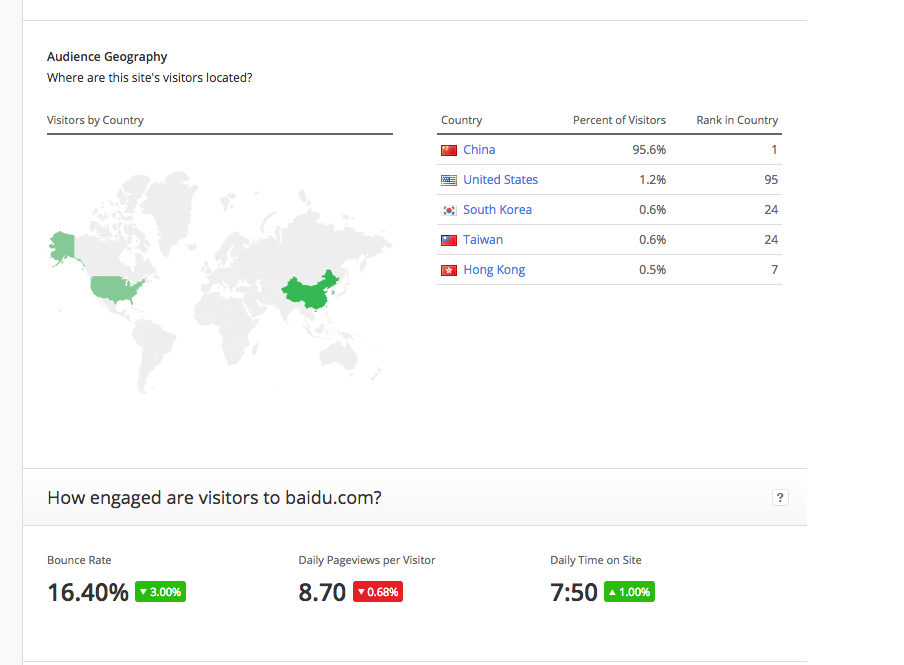 Audience Geography
Where are this site's visitors located?
Visitors by Country
Country Percent of Visitors Rank in Country
China 95.6% 1
United States 1.2% 95
South Korea 0.6% 24
Taiwan 0.6% 24
Hong Kong 0.5% 7
How engaged are visitors to baidu.com? ?
Bounce Rate Daily Pageviews per Visitor Daily Time on Site
16.40% ▼3.00% 8.70 ▼0.68% 7:50 ▲1.00%